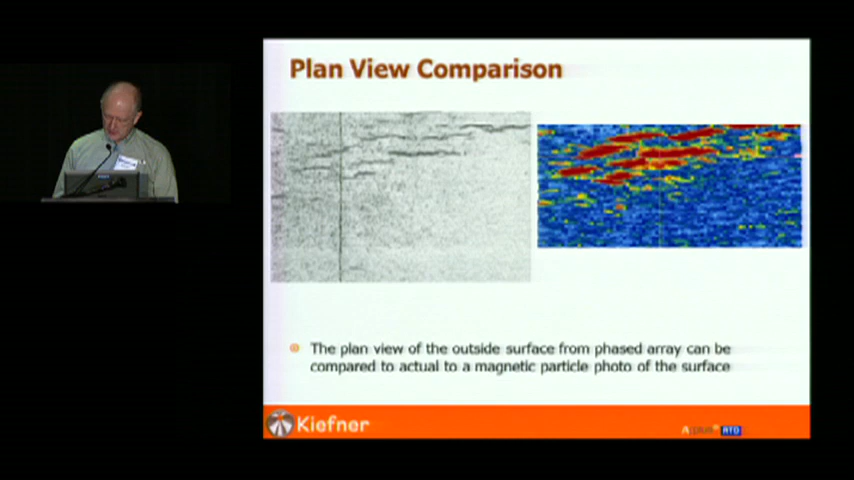 Plan View Comparison
The plan view of the outside surface from phased array can be
compared to actual to a magnetic particle photo of the surface
Kiefner
RTD